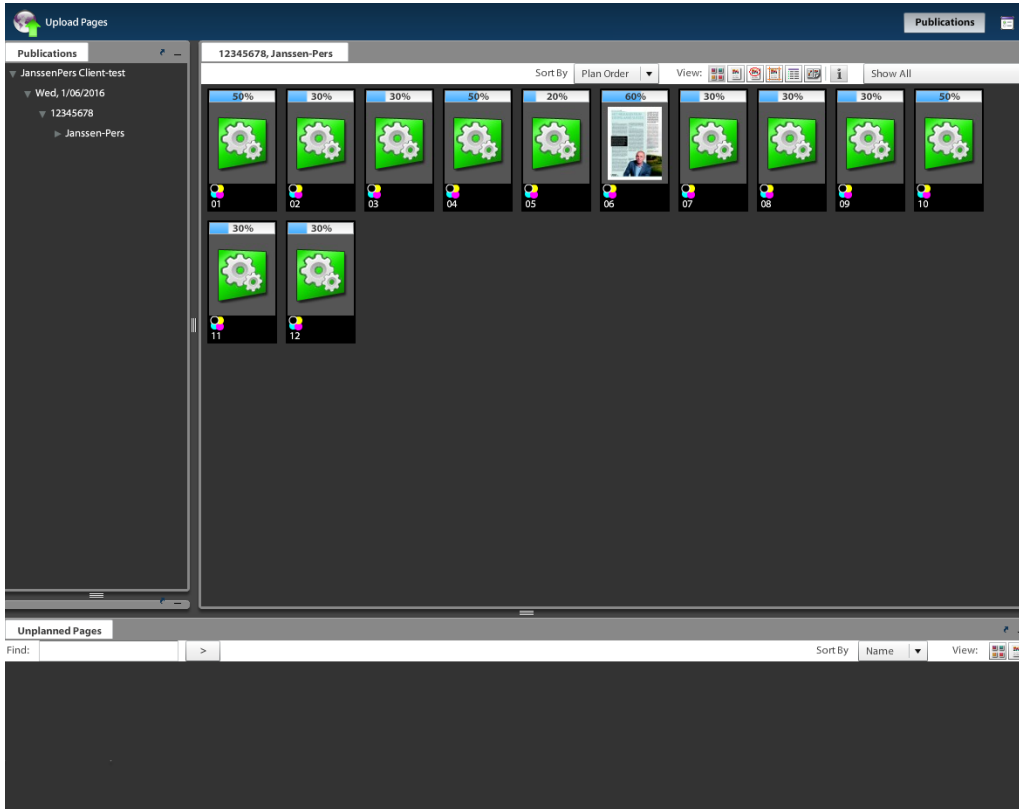 Upload Pages
Publications
Publications
12345678, Janssen-Pers
JanssenPers Client-test
Wed, 1/06/2016
12345678
Janssen-Pers
Sort By Plan Order View: i Show All
50% 30% 30% 50% 20% 60% 30% 30% 30% 50%
01 02 03 04 05 06 07 08 09 10
30% 30%
11 12
Unplanned Pages
Find: > Sort By Name View: